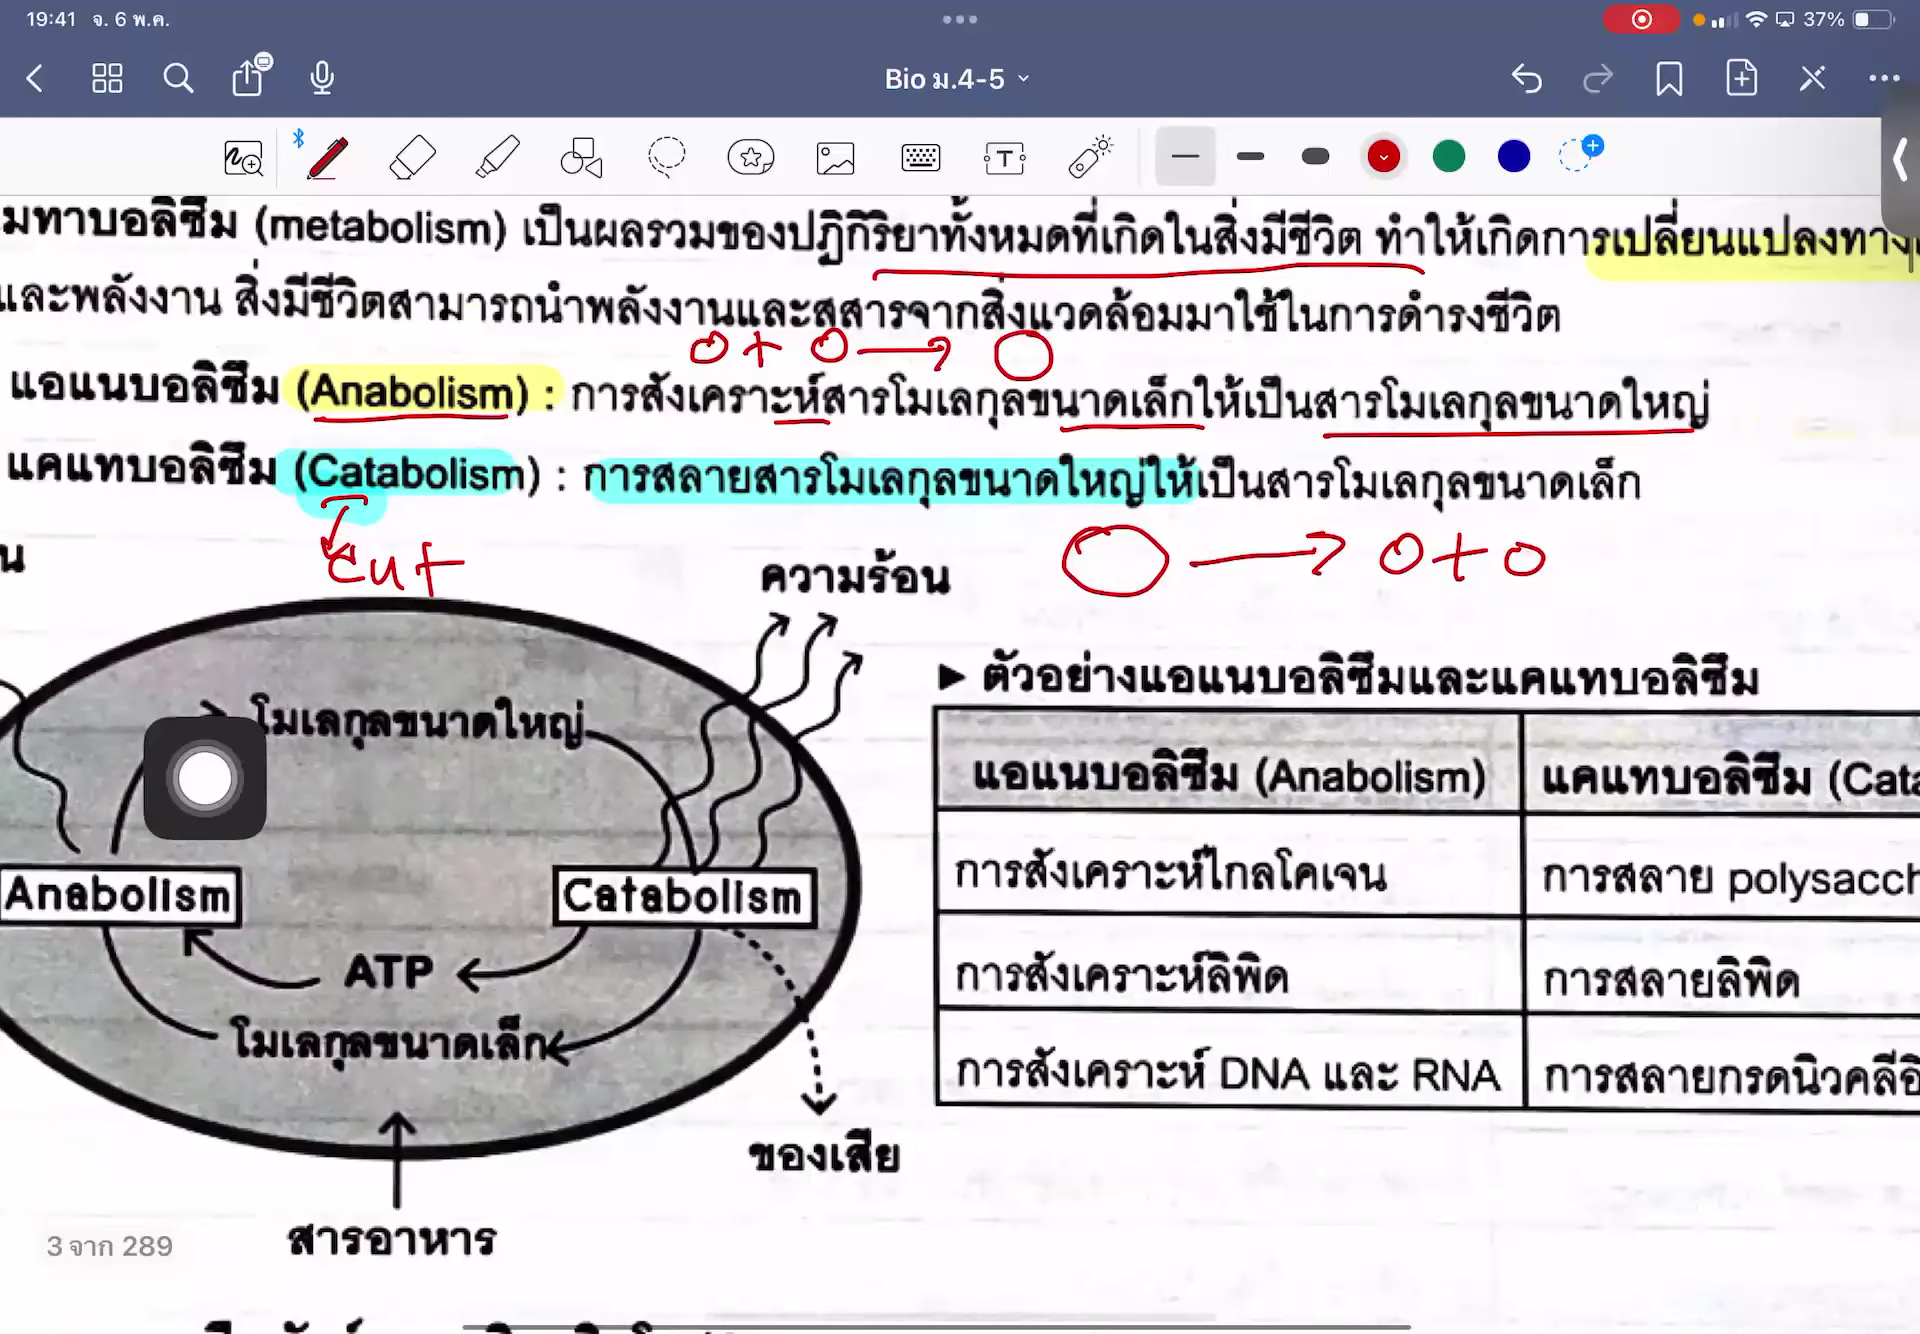 19:41 จ. 6 พ.ค.
37%
Bio ม.4-5
มทาบอลิซึม (metabolism) เป็นผลรวมของปฏิกิริยาทั้งหมดที่เกิดในสิ่งมีชีวิต ทำให้เกิดการเปลี่ยนแปลงทาง
และพลังงาน สิ่งมีชีวิตสามารถนำพลังงานและสสารจากสิ่งแวดล้อมมาใช้ในการดำรงชีวิต
o + o → O
แอแนบอลิซึม (Anabolism) : การสังเคราะห์สารโมเลกุลขนาดเล็กให้เป็นสารโมเลกุลขนาดใหญ่
แคแทบอลิซึม (Catabolism) : การสลายสารโมเลกุลขนาดใหญ่ให้เป็นสารโมเลกุลขนาดเล็ก
น
cut
O → o + o
ความร้อน
โมเลกุลขนาดใหญ่
Anabolism
Catabolism
ATP
โมเลกุลขนาดเล็ก
ของเสีย
สารอาหาร
▶ ตัวอย่างแอแนบอลิซึมและแคแทบอลิซึม
แอแนบอลิซึม (Anabolism) แคแทบอลิซึม (Cata
การสังเคราะห์ไกลโคเจน การสลาย polysacch
การสังเคราะห์ลิพิด การสลายลิพิด
การสังเคราะห์ DNA และ RNA การสลายกรดนิวคลีอิ
3 จาก 289